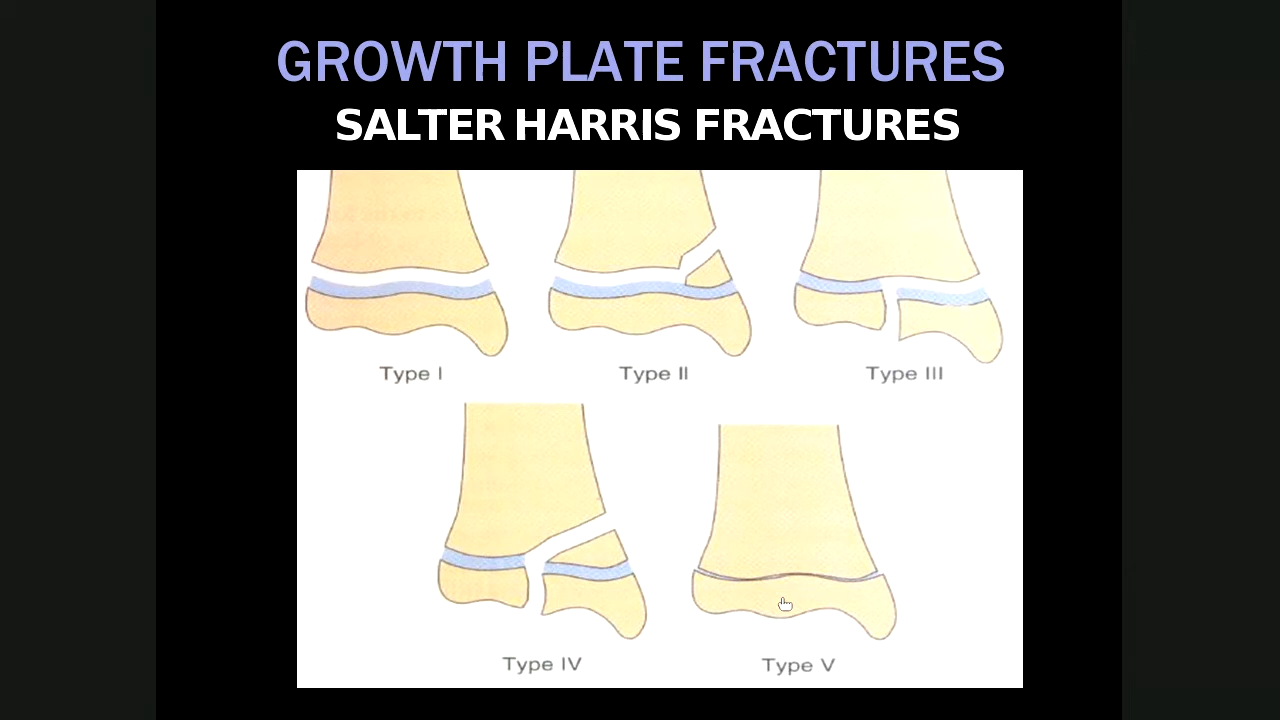 GROWTH PLATE FRACTURES
SALTER HARRIS FRACTURES
Type I
Type II
Type III
Type IV
Type V